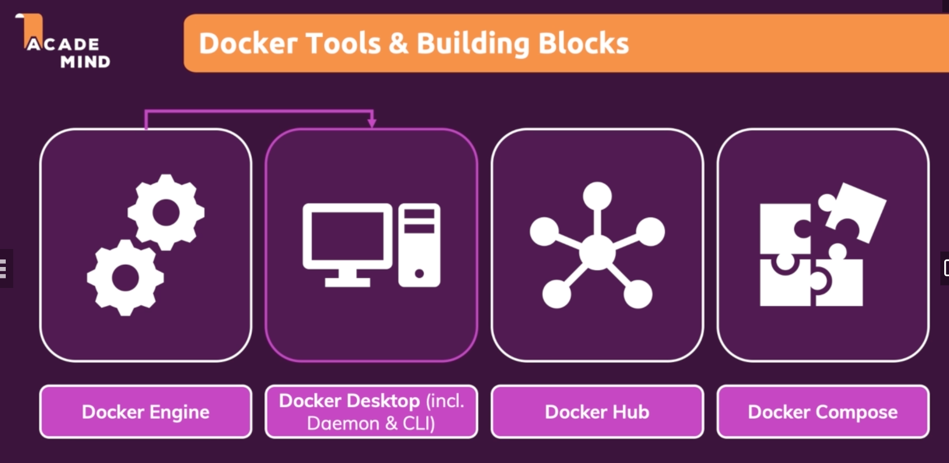 ACADE
MIND
Docker Tools & Building Blocks
Docker Engine
Docker Desktop (incl.
Daemon & CLI)
Docker Hub
Docker Compose